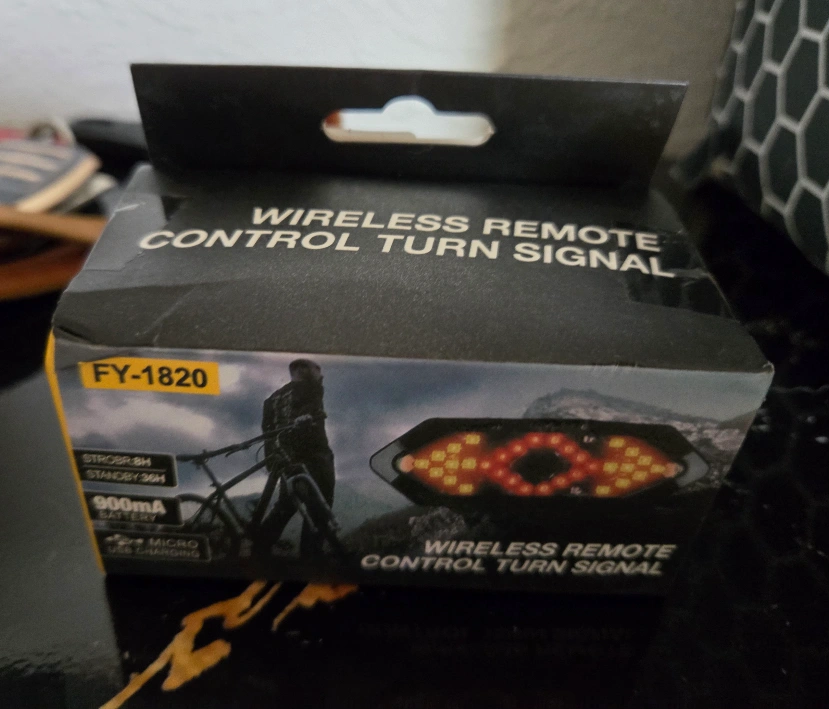 WIRELESS REMOTE
CONTROL TURN SIGNAL
FY-1820
STROBR:8H
STANDBY:36H
900mA
BATTERY
MICRO
USB CHARGING
WIRELESS REMOTE
CONTROL TURN SIGNAL